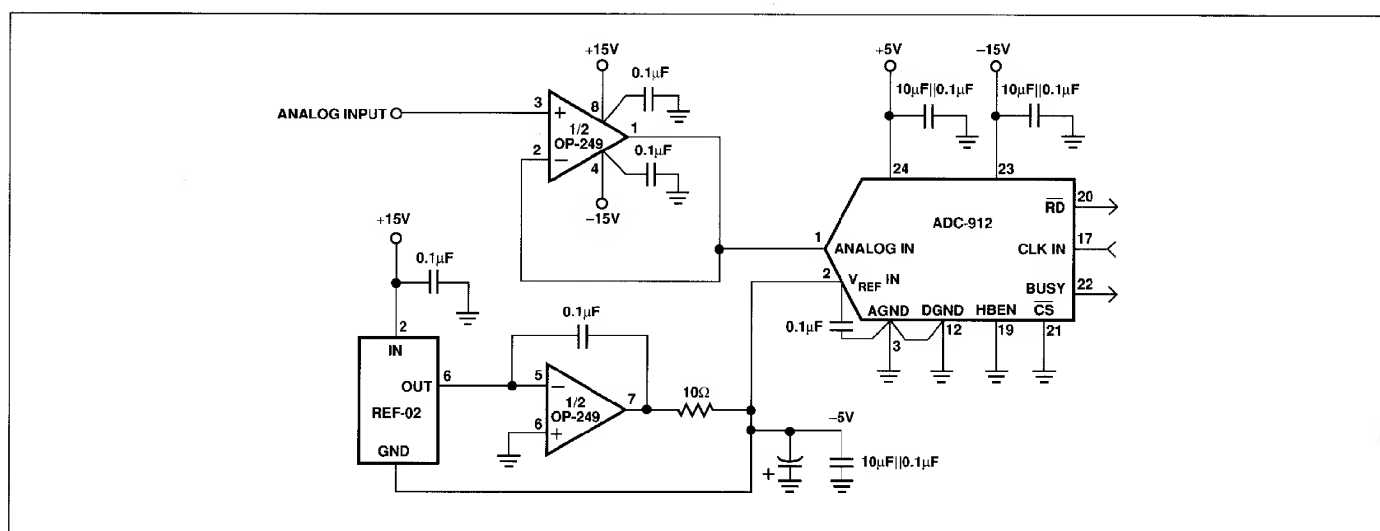 +15V
0.1µF
3
+
8
1/2
OP-249
1
ANALOG INPUT
2
−
4
0.1µF
−15V
+5V
−15V
10µF||0.1µF
10µF||0.1µF
24
23
ADC-912
RD
20
1
ANALOG IN
CLK IN
17
2
VREF IN
BUSY
22
AGND
DGND
HBEN
CS
0.1µF
3
12
19
21
+15V
0.1µF
2
IN
OUT
6
REF-02
GND
0.1µF
5
−
1/2
OP-249
6
+
7
10Ω
−5V
+
10µF||0.1µF